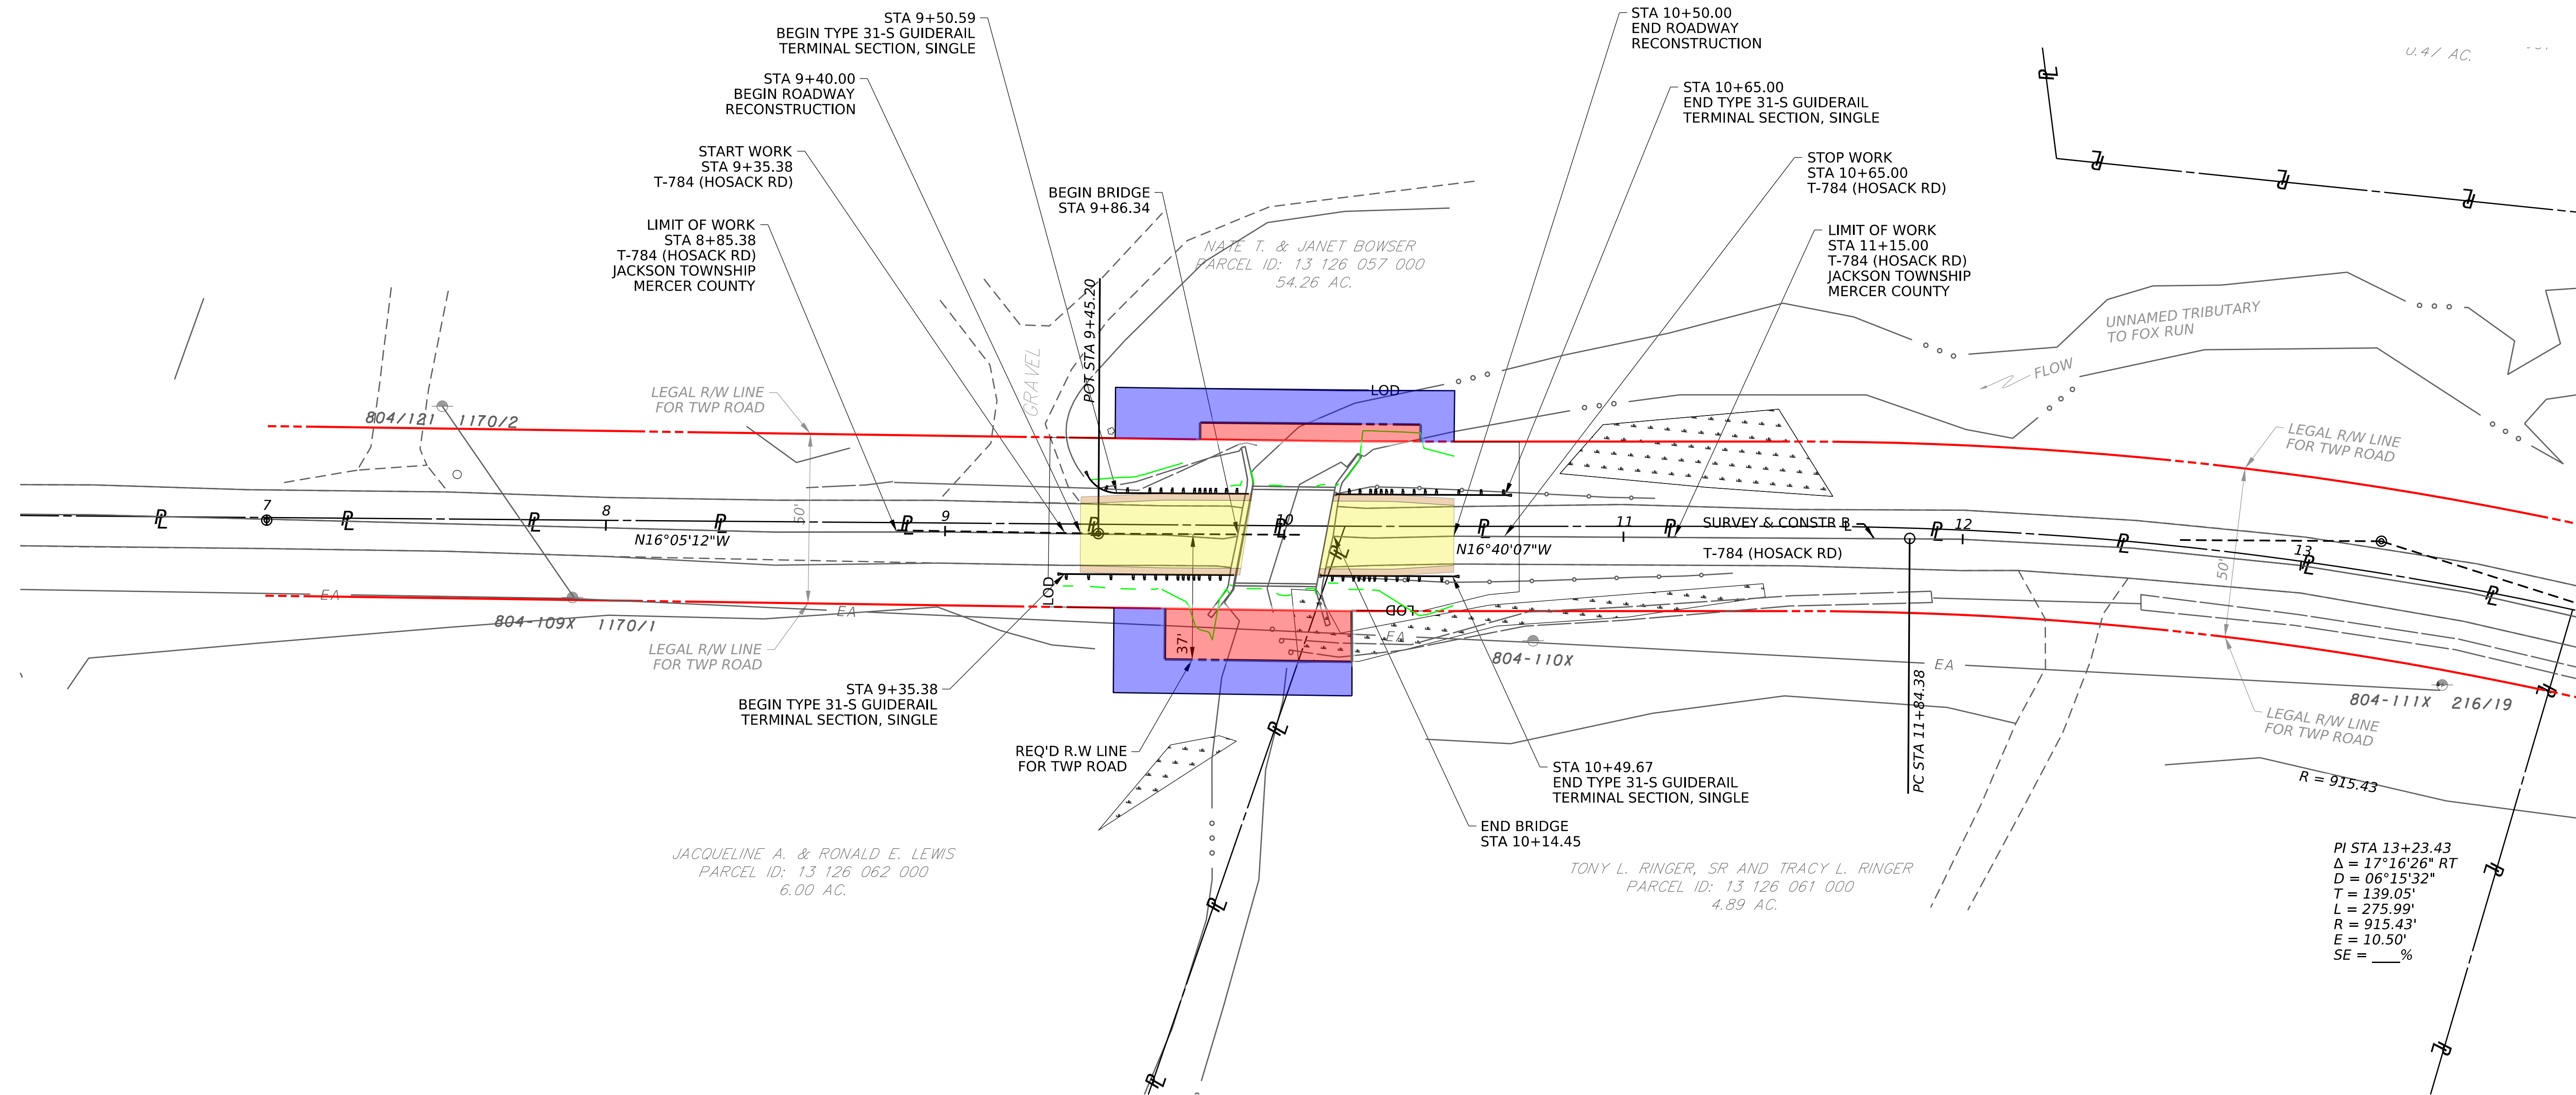 STA 9+50.59
BEGIN TYPE 31-S GUIDERAIL
TERMINAL SECTION, SINGLE
STA 9+40.00
BEGIN ROADWAY
RECONSTRUCTION
START WORK
STA 9+35.38
T-784 (HOSACK RD)
LIMIT OF WORK
STA 8+85.38
T-784 (HOSACK RD)
JACKSON TOWNSHIP
MERCER COUNTY
BEGIN BRIDGE
STA 9+86.34
STA 10+50.00
END ROADWAY
RECONSTRUCTION
STA 10+65.00
END TYPE 31-S GUIDERAIL
TERMINAL SECTION, SINGLE
STOP WORK
STA 10+65.00
T-784 (HOSACK RD)
LIMIT OF WORK
STA 11+15.00
T-784 (HOSACK RD)
JACKSON TOWNSHIP
MERCER COUNTY
0.47 AC.
NATE T. & JANET BOWSER
PARCEL ID: 13 126 057 000
54.26 AC.
UNNAMED TRIBUTARY
TO FOX RUN
FLOW
POT STA 9+45.20
GRAVEL
LEGAL R/W LINE
FOR TWP ROAD
804/121 1170/2
LOD
LEGAL R/W LINE
FOR TWP ROAD
7
8
9
10
11
12
13
50'
N16°05'12"W
N16°40'07"W
SURVEY & CONSTR B
T-784 (HOSACK RD)
50'
EA
EA
LOD
LOD
37'
EA
EA
804-109X 1170/1
804-110X
804-111X 216/19
LEGAL R/W LINE
FOR TWP ROAD
LEGAL R/W LINE
FOR TWP ROAD
STA 9+35.38
BEGIN TYPE 31-S GUIDERAIL
TERMINAL SECTION, SINGLE
REQ'D R.W LINE
FOR TWP ROAD
PC STA 11+84.38
STA 10+49.67
END TYPE 31-S GUIDERAIL
TERMINAL SECTION, SINGLE
END BRIDGE
STA 10+14.45
R = 915.43
JACQUELINE A. & RONALD E. LEWIS
PARCEL ID: 13 126 062 000
6.00 AC.
TONY L. RINGER, SR AND TRACY L. RINGER
PARCEL ID: 13 126 061 000
4.89 AC.
PI STA 13+23.43
Δ = 17°16'26" RT
D = 06°15'32"
T = 139.05'
L = 275.99'
R = 915.43'
E = 10.50'
SE = ____%